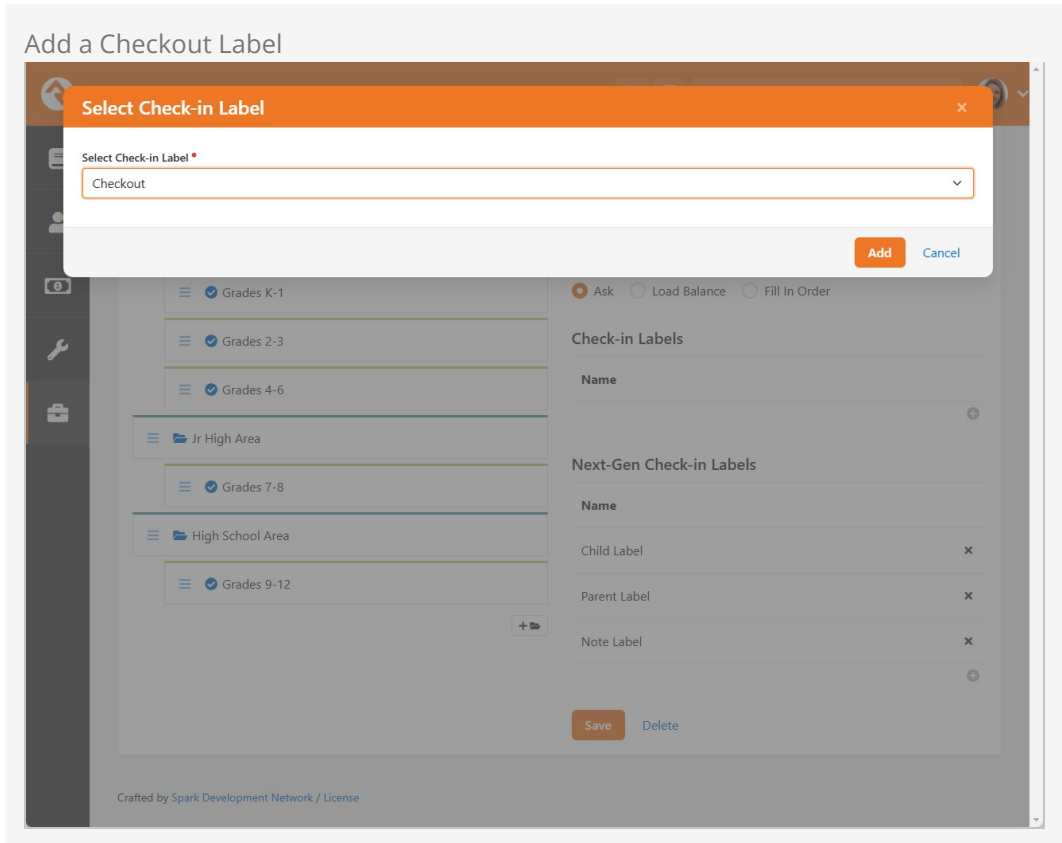 Add a Checkout Label
Select Check-in Label ×
Select Check-in Label
Checkout
Add Cancel
Grades K-1
Grades 2-3
Grades 4-6
Jr High Area
Grades 7-8
High School Area
Grades 9-12
Ask Load Balance Fill In Order
Check-in Labels
Name
Next-Gen Check-in Labels
Name
Child Label ×
Parent Label ×
Note Label ×
Save Delete
Crafted by Spark Development Network / License